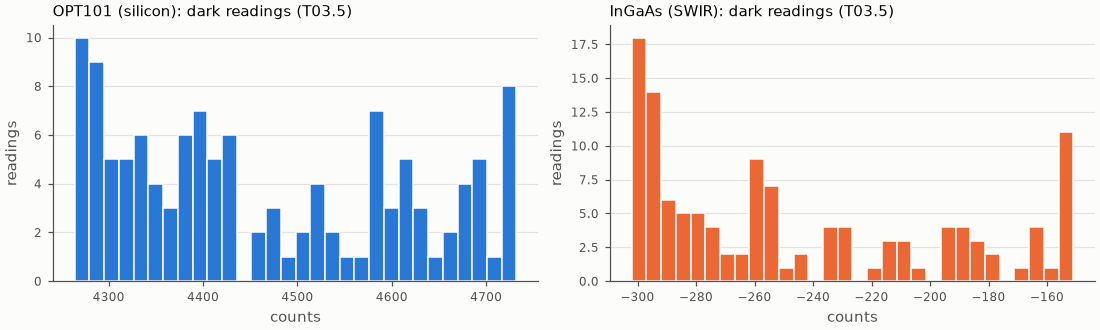 OPT101 (silicon): dark readings (T03.5)
10
8
6
4
2
0
readings
4300 4400 4500 4600 4700
counts
InGaAs (SWIR): dark readings (T03.5)
17.5
15.0
12.5
10.0
7.5
5.0
2.5
0.0
readings
−300 −280 −260 −240 −220 −200 −180 −160
counts